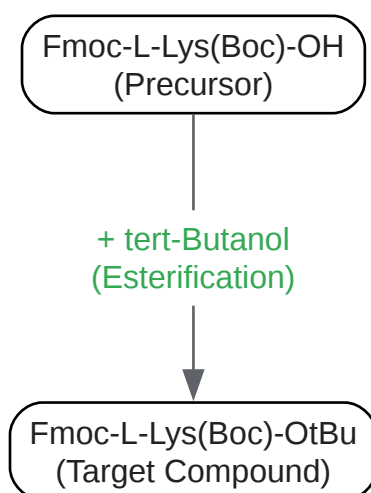 Fmoc-L-Lys(Boc)-OH
(Precursor)
+ tert-Butanol
(Esterification)
Fmoc-L-Lys(Boc)-OtBu
(Target Compound)